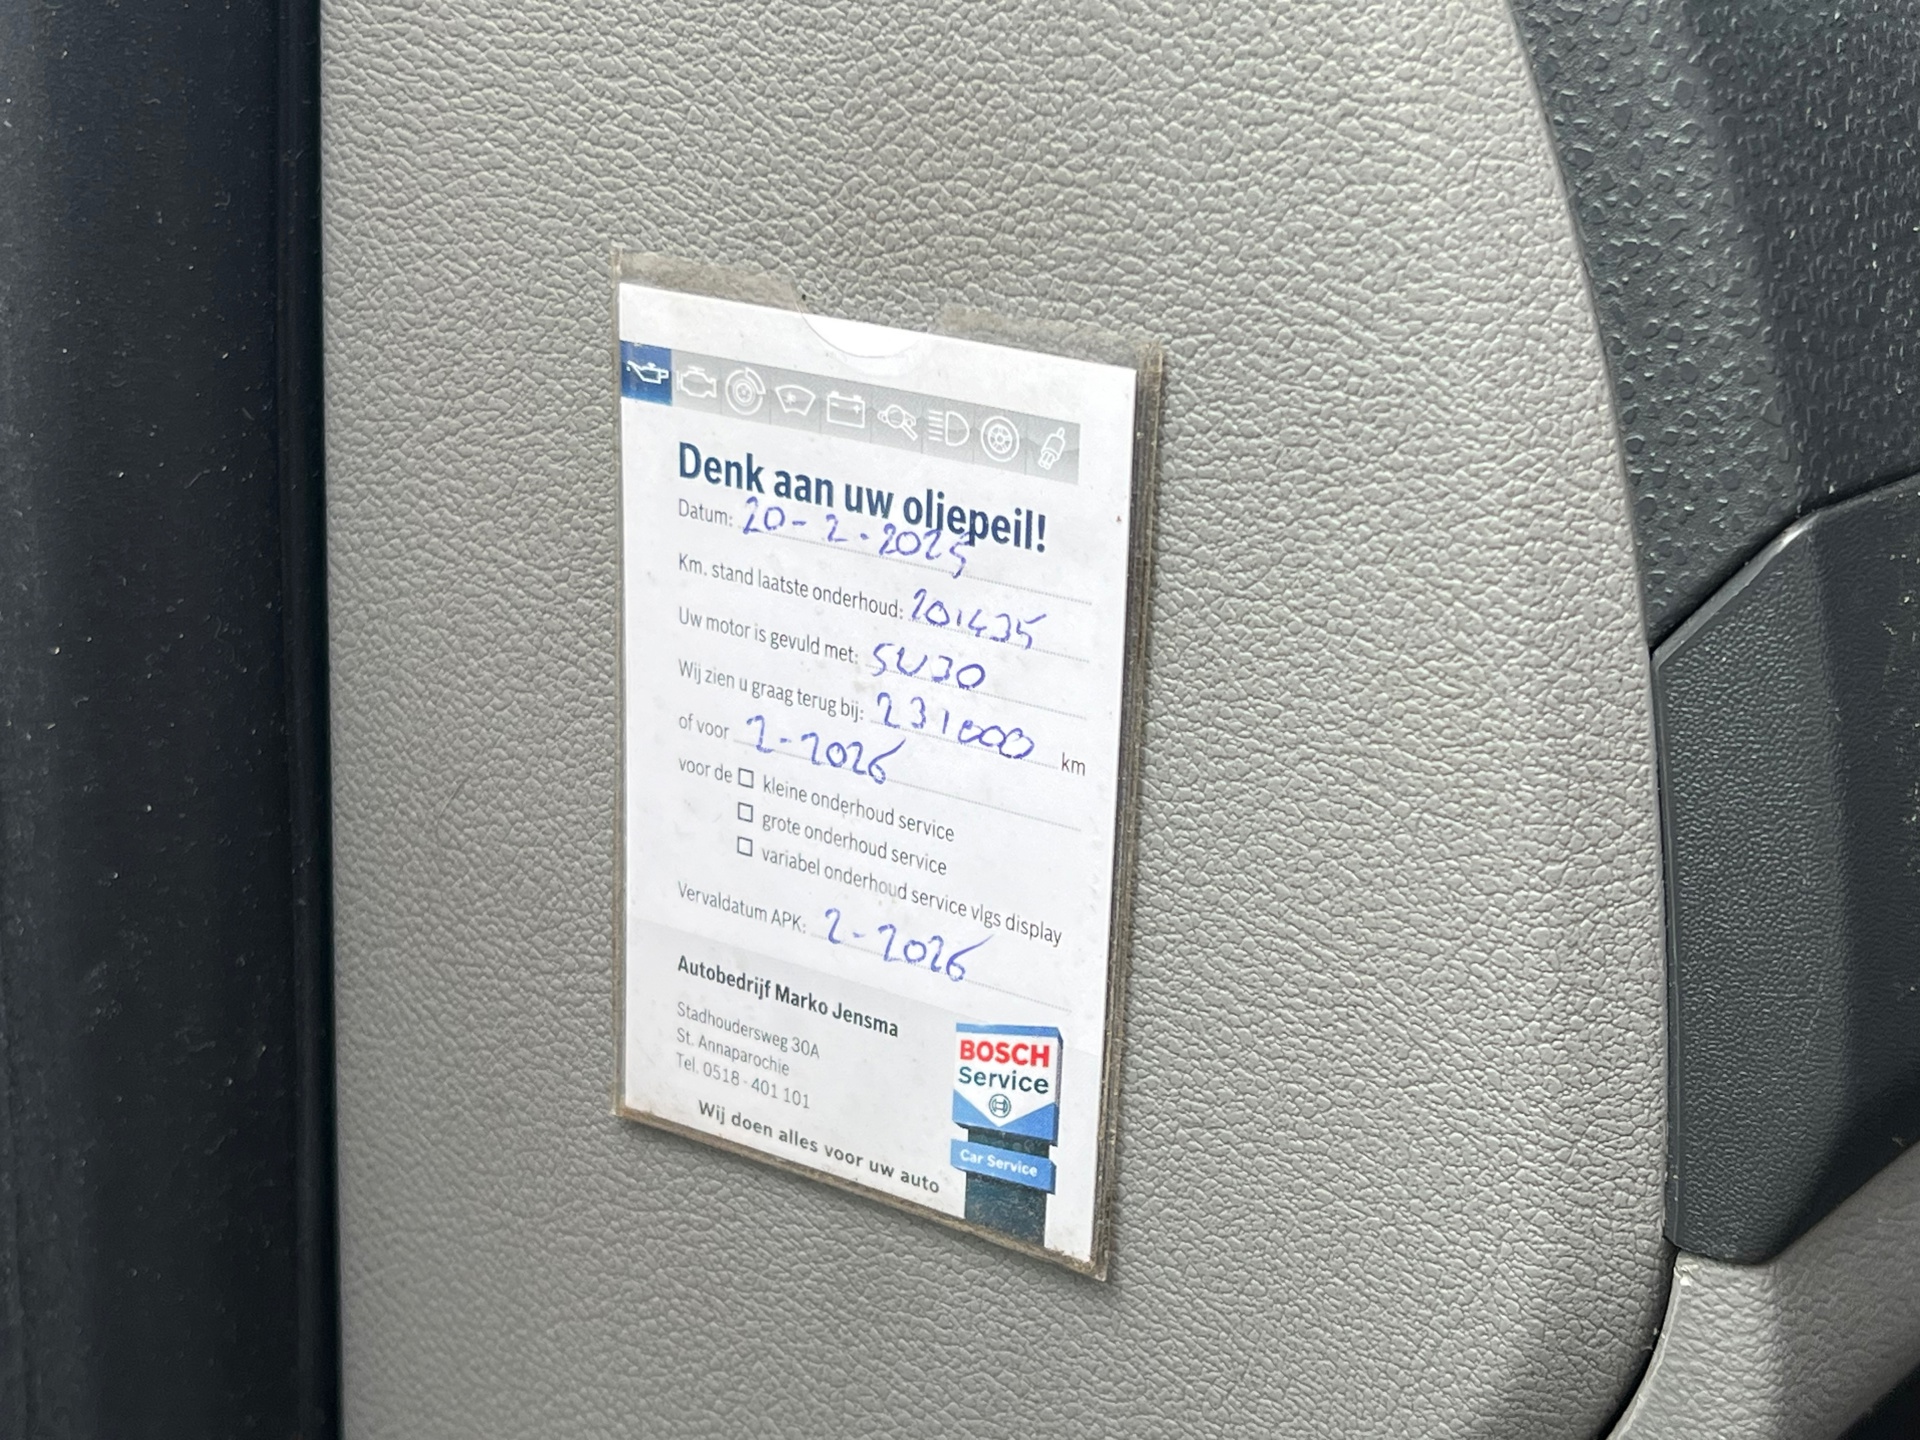 Denk aan uw oliepeil!
Datum: 20-2-2025
Km. stand laatste onderhoud: 201435
Uw motor is gevuld met: 5W30
Wij zien u graag terug bij: 231000 km
of voor 2-2026
voor de □ kleine onderhoud service
□ grote onderhoud service
□ variabel onderhoud service vlgs display
Vervaldatum APK: 2-2026
Autobedrijf Marko Jensma
Stadhoudersweg 30A
St. Annaparochie
Tel. 0518 - 401 101
Wij doen alles voor uw auto
BOSCH
Service
Car Service